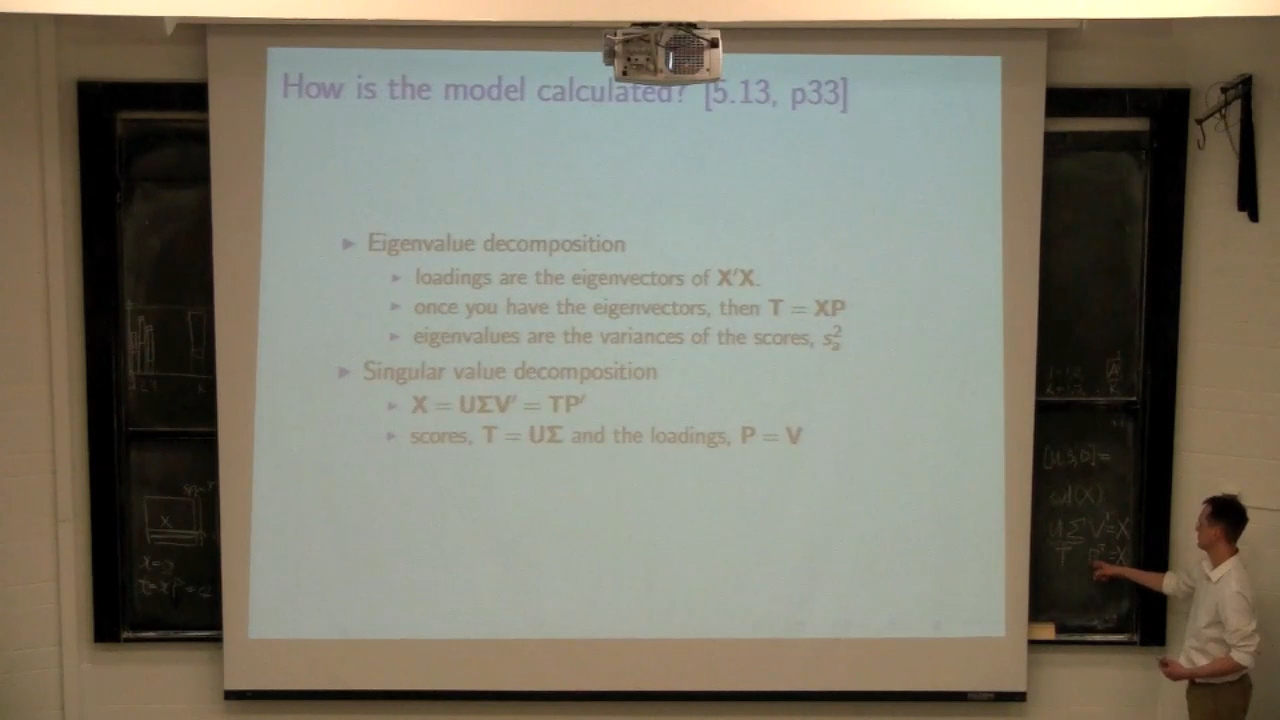 How is the model calculated? [5.13, p33]
▶ Eigenvalue decomposition
▶ loadings are the eigenvectors of X′X.
▶ once you have the eigenvectors, then T = XP
▶ eigenvalues are the variances of the scores, s²ₐ
▶ Singular value decomposition
▶ X = UΣV′ = TP′
▶ scores, T = UΣ and the loadings, P = V
X
[U,S,D]=
UΣ V'=X
T =X